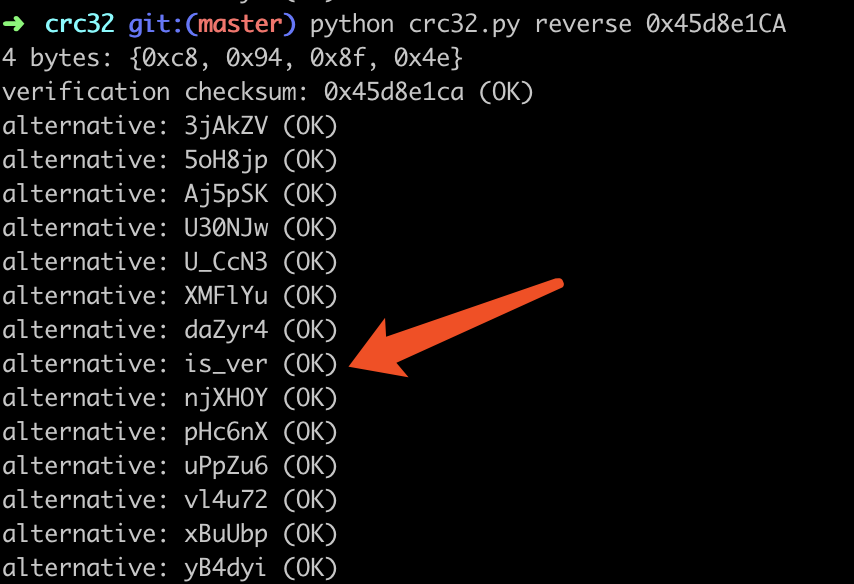 ➜ crc32 git:(master) python crc32.py reverse 0x45d8e1CA
4 bytes: {0xc8, 0x94, 0x8f, 0x4e}
verification checksum: 0x45d8e1ca (OK)
alternative: 3jAkZV (OK)
alternative: 5oH8jp (OK)
alternative: Aj5pSK (OK)
alternative: U30NJw (OK)
alternative: U_CcN3 (OK)
alternative: XMFlYu (OK)
alternative: daZyr4 (OK)
alternative: is_ver (OK)
alternative: njXHOY (OK)
alternative: pHc6nX (OK)
alternative: uPpZu6 (OK)
alternative: vl4u72 (OK)
alternative: xBuUbp (OK)
alternative: yB4dyi (OK)